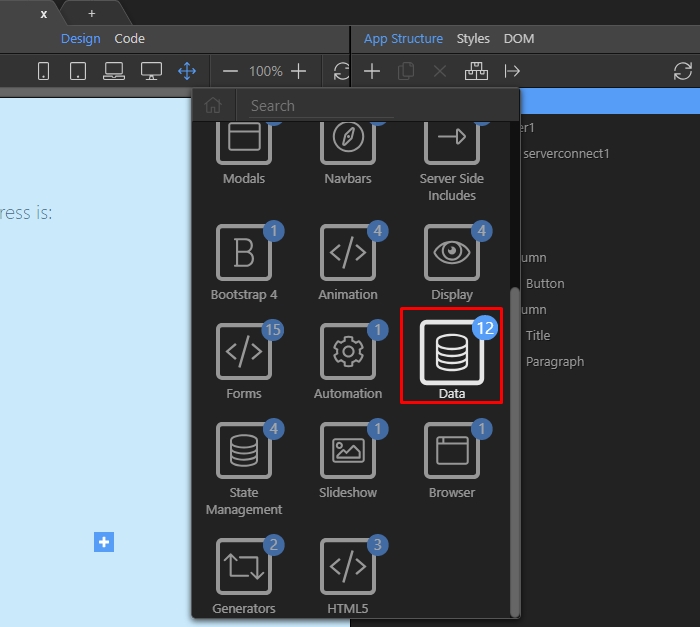 x
+
Design Code
App Structure Styles DOM
100%
Search
er1
serverconnect1
ress is:
Modals
Navbars
Server Side
Includes
umn
Button
umn
Title
Paragraph
1
4
4
Bootstrap 4
Animation
Display
15
1
12
Forms
Automation
Data
4
1
1
State
Management
Slideshow
Browser
2
3
Generators
HTML5